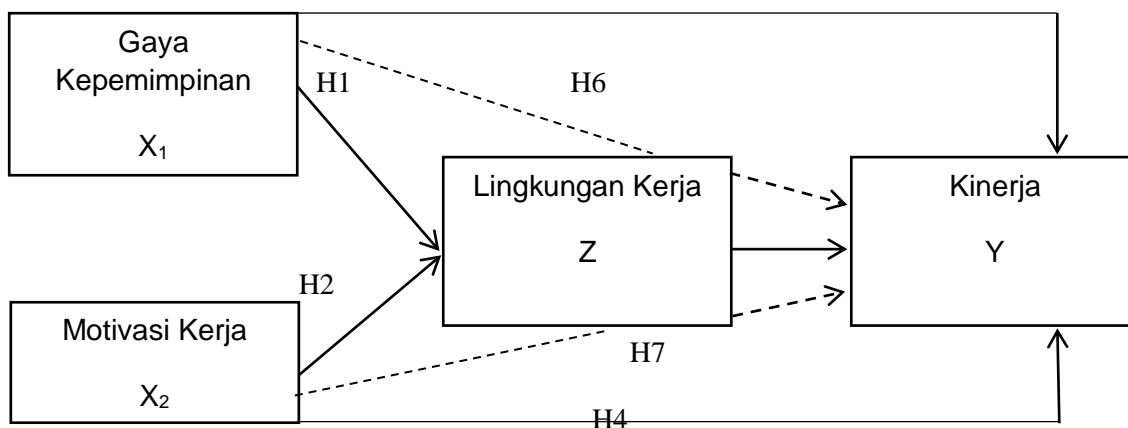 Gaya
Kepemimpinan
X₁
H1
H6
Lingkungan Kerja
Z
Kinerja
Y
H2
Motivasi Kerja
X₂
H7
H4